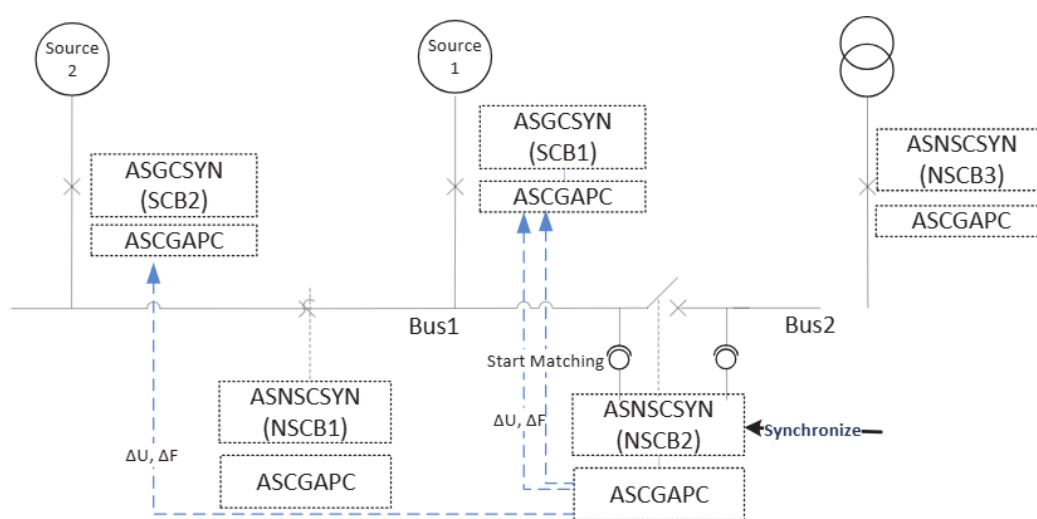 Source
2
Source
1
ASGCSYN
(SCB1)
ASCGAPC
ASNSCSYN
(NSCB3)
ASCGAPC
ASGCSYN
(SCB2)
ASCGAPC
Bus1
Bus2
Start Matching
ASNSCSYN
(NSCB1)
ASCGAPC
ΔU, ΔF
ΔU, ΔF
ASNSCSYN
(NSCB2)
Synchronize
ASCGAPC